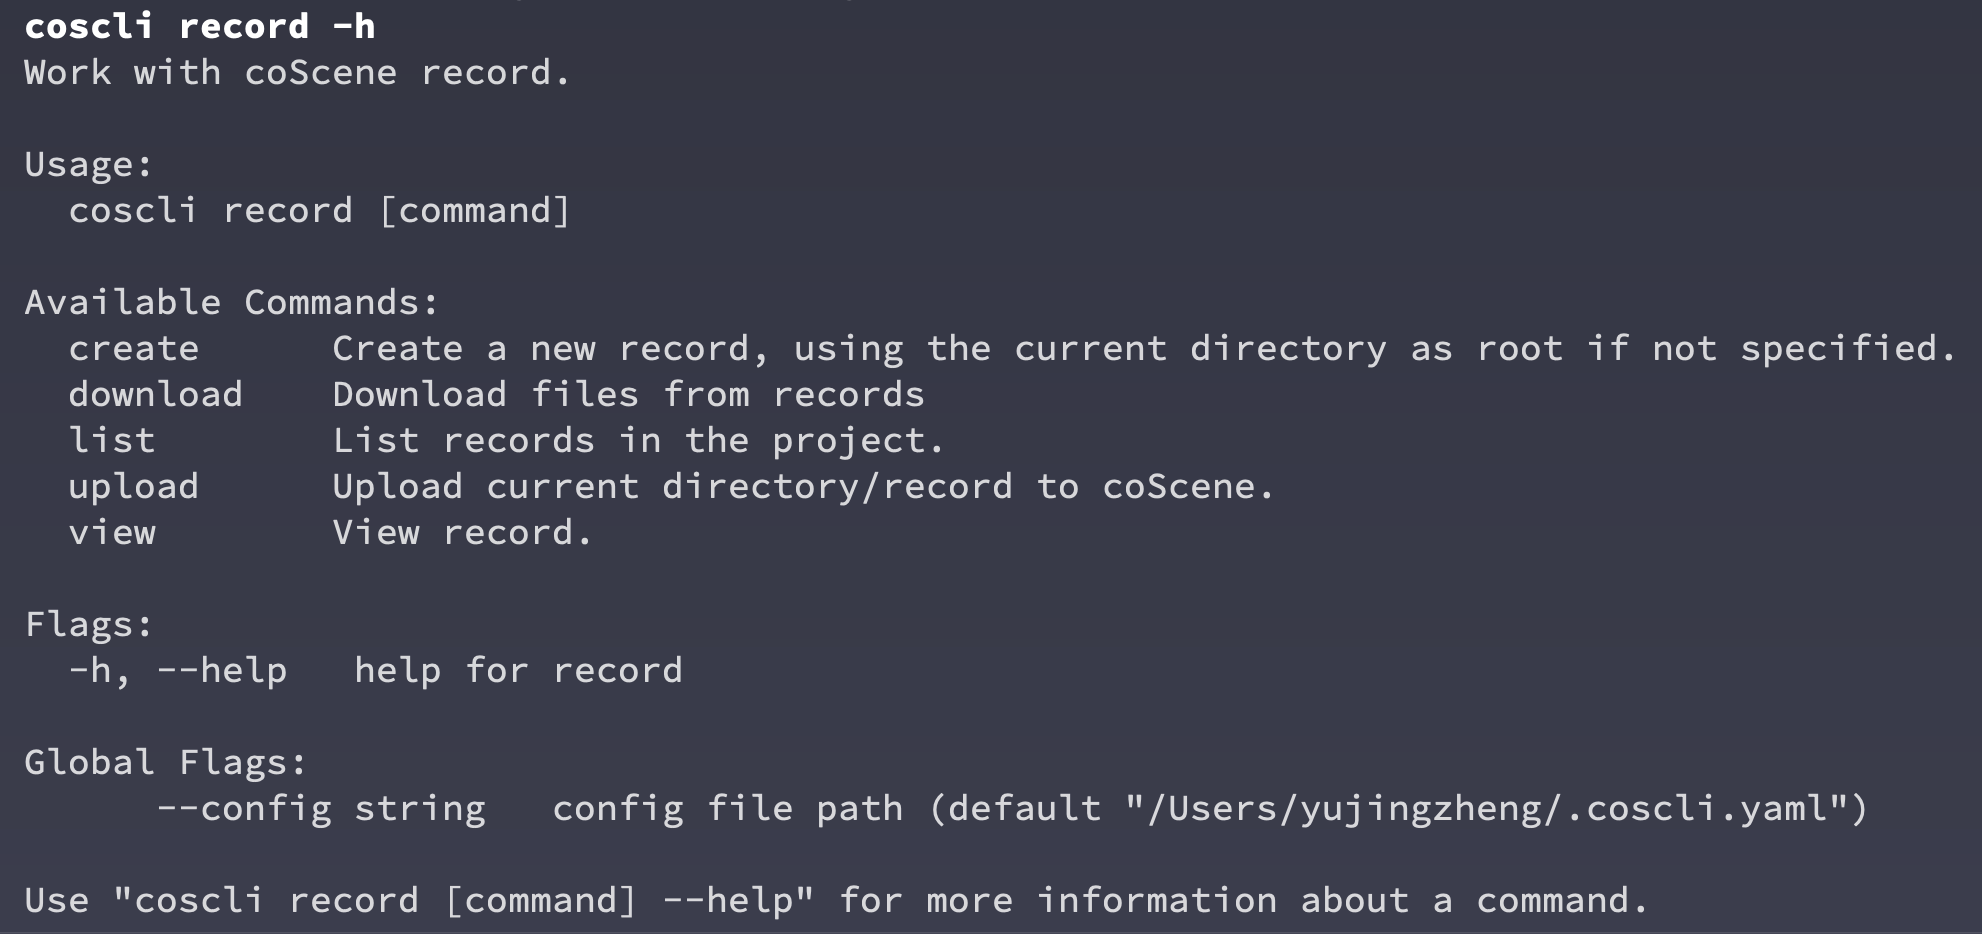 coscli record -h
Work with coScene record.

Usage:
  coscli record [command]

Available Commands:
  create      Create a new record, using the current directory as root if not specified.
  download    Download files from records
  list        List records in the project.
  upload      Upload current directory/record to coScene.
  view        View record.

Flags:
  -h, --help   help for record

Global Flags:
      --config string   config file path (default "/Users/yujingzheng/.coscli.yaml")

Use "coscli record [command] --help" for more information about a command.